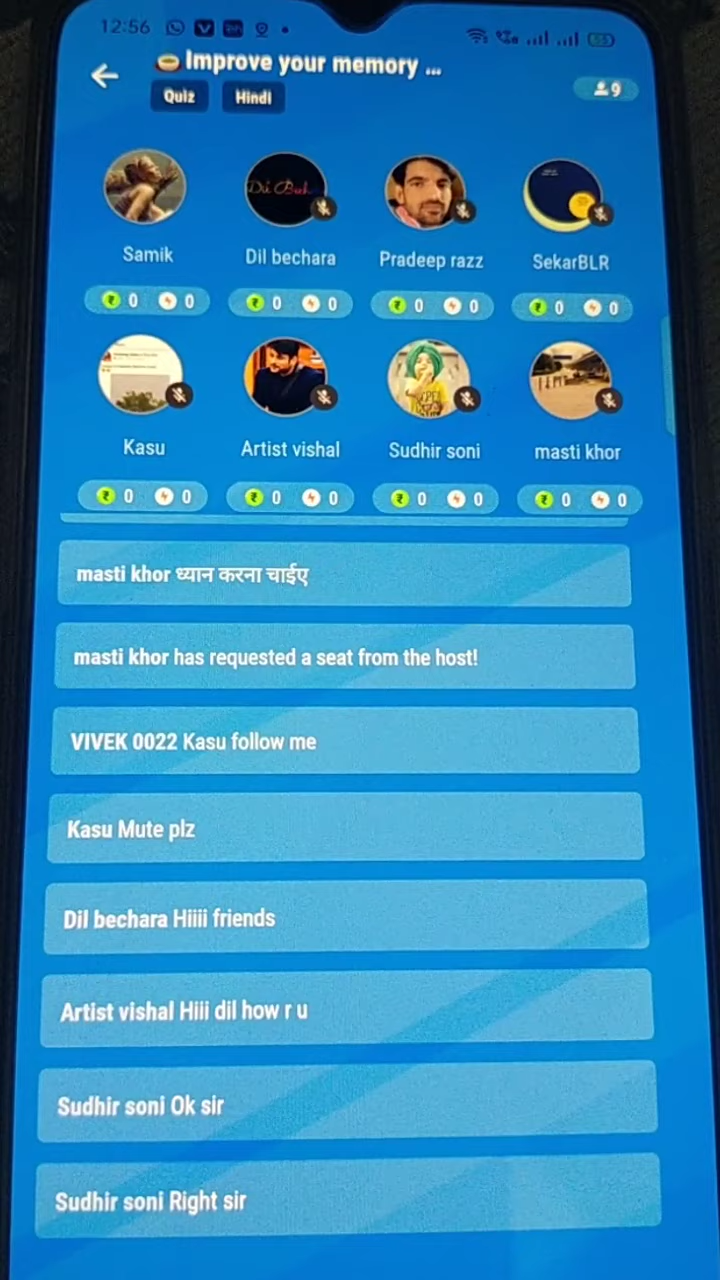 12:56
Improve your memory ...
Quiz Hindi
9
Dil Bech
Samik Dil bechara Pradeep razz SekarBLR
₹ 0 0 ₹ 0 0 ₹ 0 0 ₹ 0 0
Kasu Artist vishal Sudhir soni masti khor
₹ 0 0 ₹ 0 0 ₹ 0 0 ₹ 0 0
masti khor ध्यान करना चाईए
masti khor has requested a seat from the host!
VIVEK 0022 Kasu follow me
Kasu Mute plz
Dil bechara Hiiii friends
Artist vishal Hiii dil how r u
Sudhir soni Ok sir
Sudhir soni Right sir